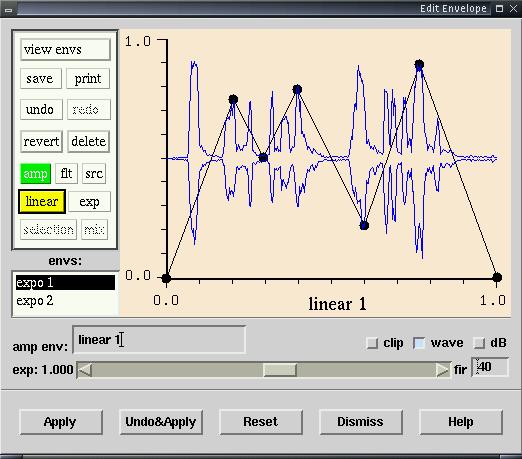 Edit Envelope
view envs
save print
undo redo
revert delete
amp flt src
linear exp
selection mix
envs:
expo 1
expo 2
1.0
0.0
0.0 linear 1 1.0
amp env: linear 1 clip wave dB
exp: 1.000 fir 40
Apply Undo&Apply Reset Dismiss Help